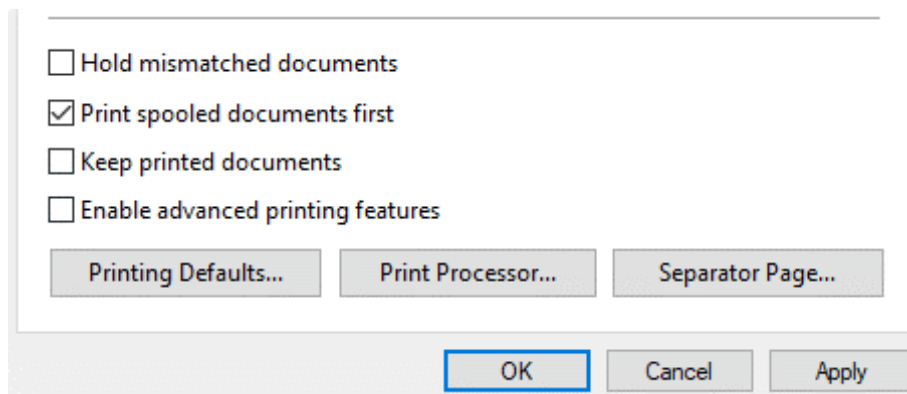 Hold mismatched documents
Print spooled documents first
Keep printed documents
Enable advanced printing features
Printing Defaults... Print Processor... Separator Page...
OK Cancel Apply